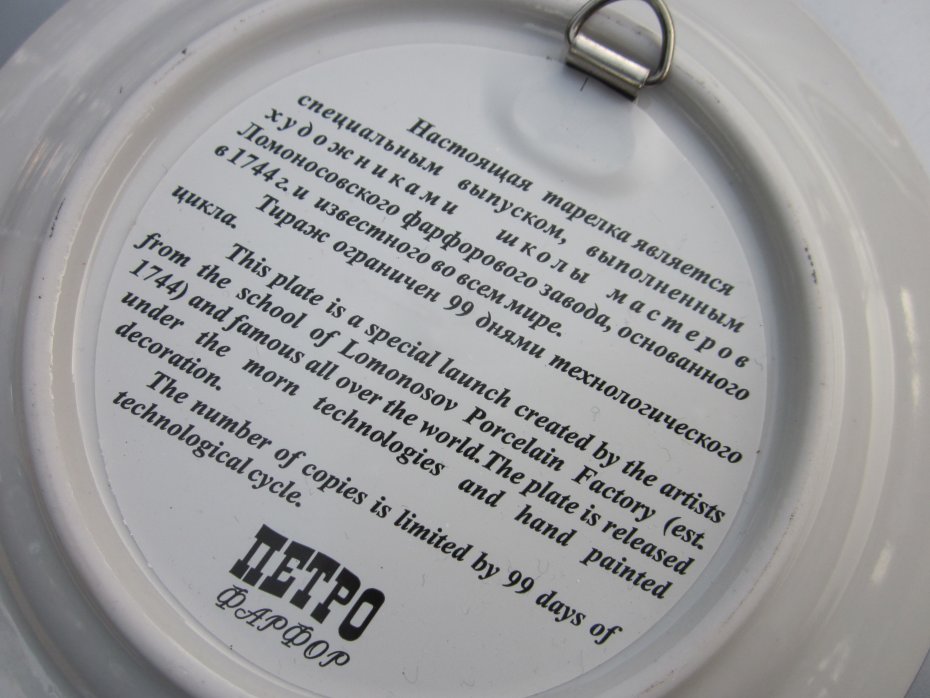 Настоящая тарелка является
специальным выпуском, выполненным
художниками школы мастеров
Ломоносовского фарфорового завода, основанного
в 1744 г. и известного во всем мире.
Тираж ограничен 99 днями технологического
цикла.
This plate is a special launch created by the artists
from the school of Lomonosov Porcelain Factory (est.
1744) and famous all over the world.The plate is released
under the morn technologies and hand painted
decoration.
The number of copies is limited by 99 days of
technological cycle.
ПЕТРО
ФАРФОР